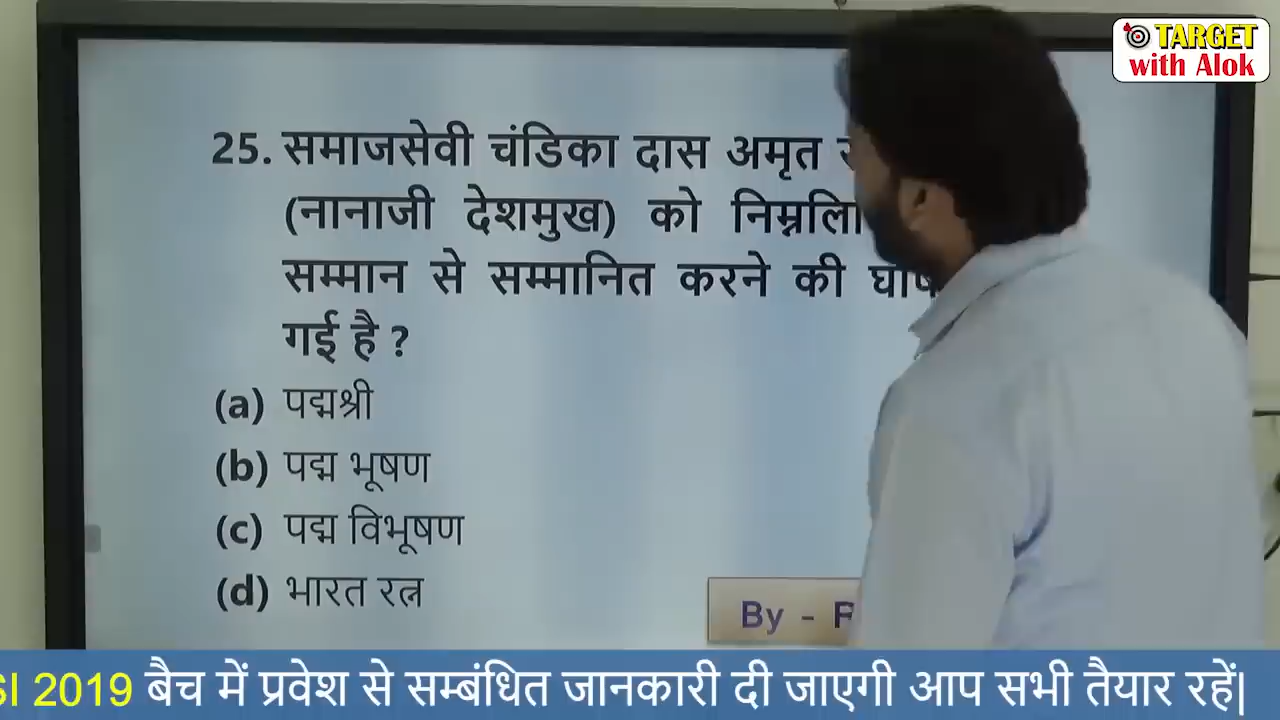 TARGET
with Alok
25. समाजसेवी चंडिका दास अमृत
(नानाजी देशमुख) को
सम्मान से सम्मानित करने की
गई है ?
(a) पद्मश्री
(b) पद्म भूषण
(c) पद्म विभूषण
(d) भारत रत्न
By -
SI 2019 बैच में प्रवेश से सम्बंधित जानकारी दी जाएगी आप सभी तैयार रहें|